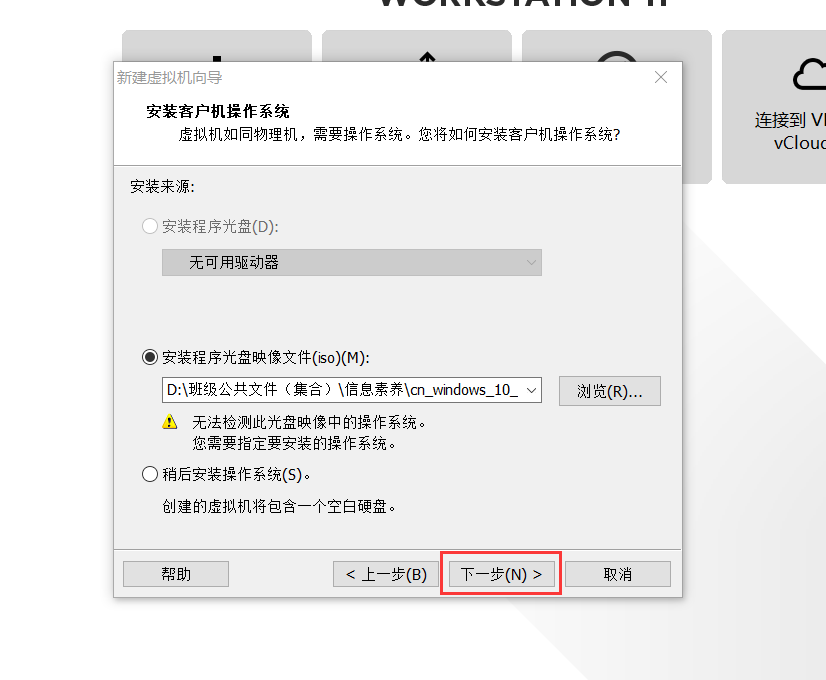 WORKSTATION 11
连接到 VM
vCloud
新建虚拟机向导
安装客户机操作系统
虚拟机如同物理机，需要操作系统。您将如何安装客户机操作系统?
安装来源:
安装程序光盘(D):
无可用驱动器
安装程序光盘映像文件(iso)(M):
D:\班级公共文件（集合）\信息素养\cn_windows_10_
浏览(R)...
无法检测此光盘映像中的操作系统。
您需要指定要安装的操作系统。
稍后安装操作系统(S)。
创建的虚拟机将包含一个空白硬盘。
帮助
< 上一步(B)
下一步(N) >
取消